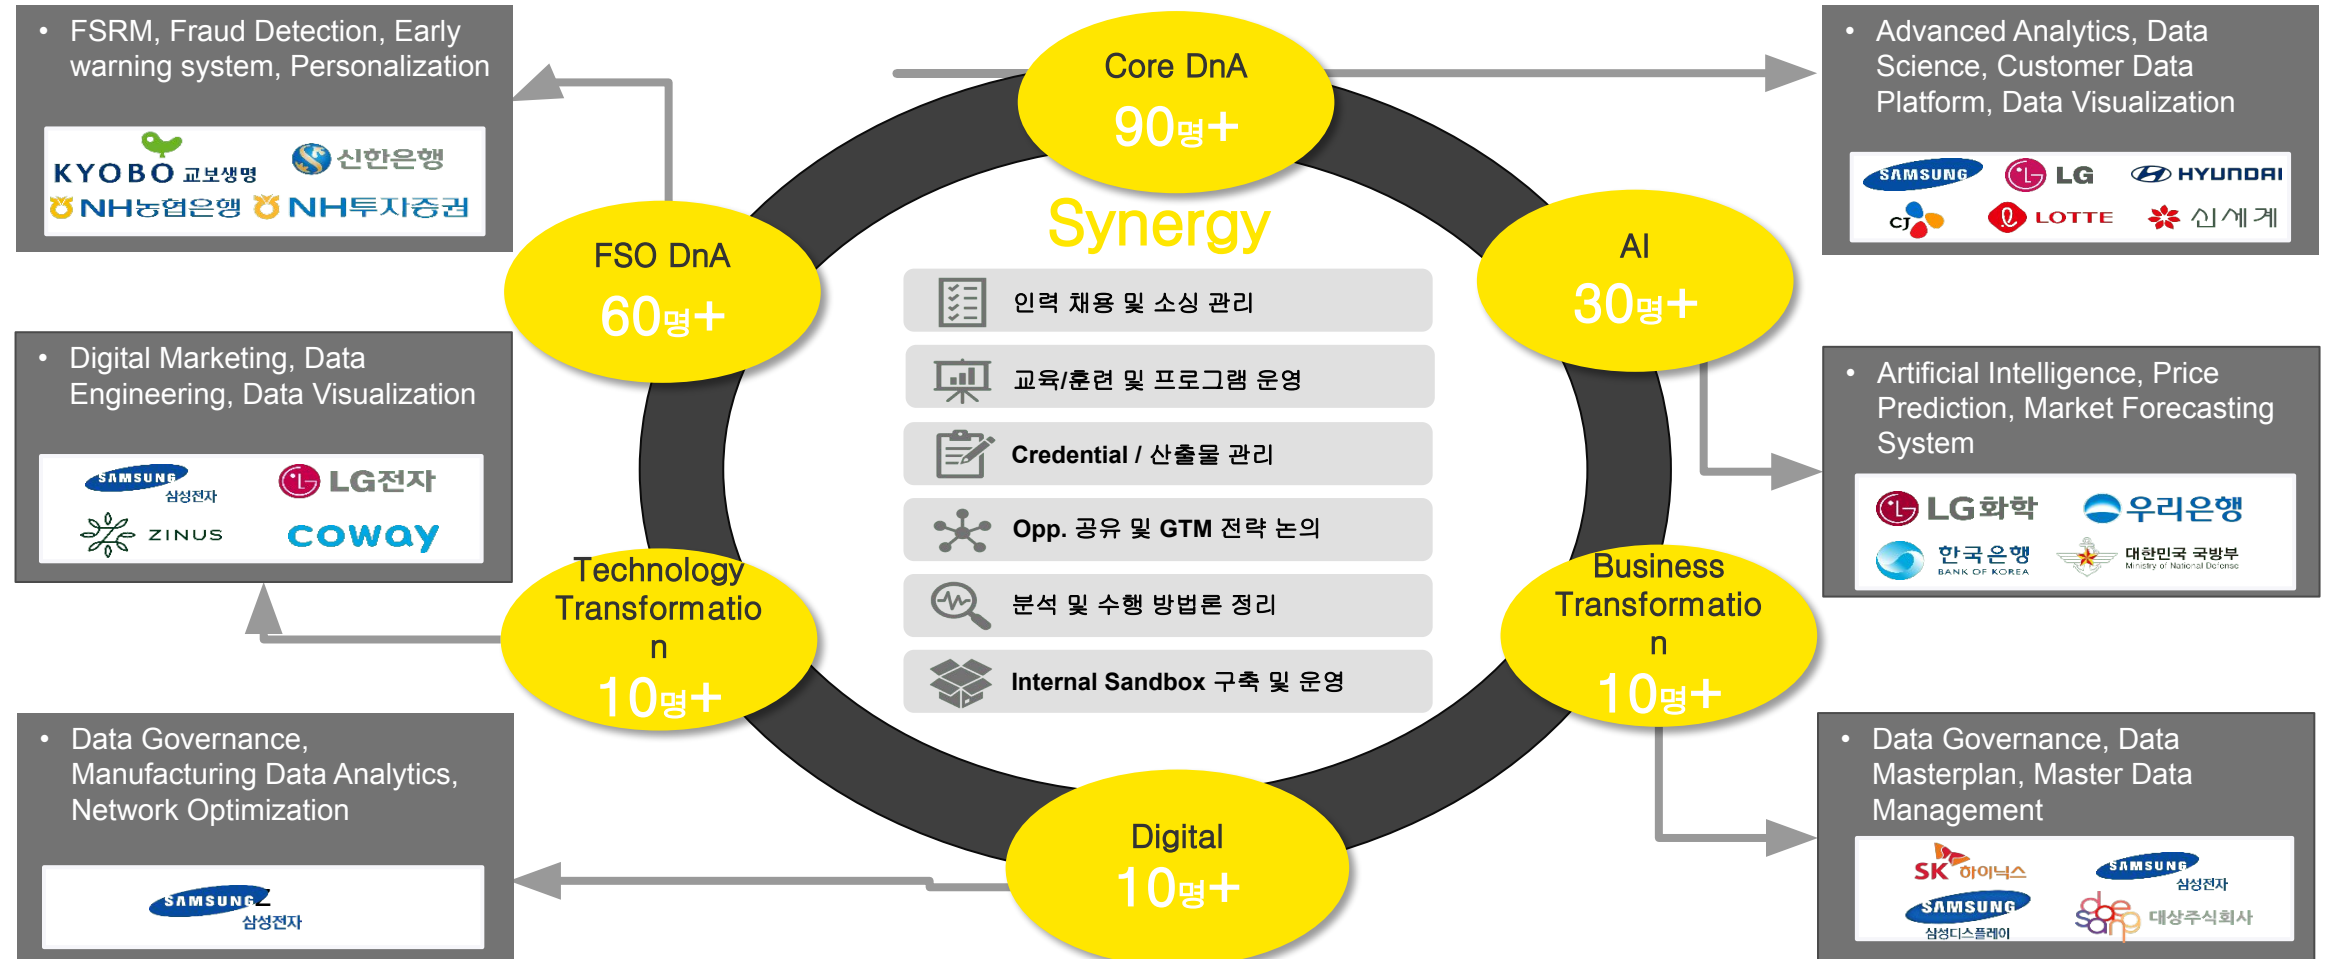 • FSRM, Fraud Detection, Early
warning system, Personalization
KYOBO 교보생명
신한은행
NH농협은행
NH투자증권
• Digital Marketing, Data
Engineering, Data Visualization
SAMSUNG
삼성전자
LG전자
ZINUS
coway
• Data Governance,
Manufacturing Data Analytics,
Network Optimization
SAMSUNG
Z
삼성전자
Core DnA
90명+
FSO DnA
60명+
AI
30명+
Technology
Transformatio
n
10명+
Business
Transformatio
n
10명+
Digital
10명+
Synergy
인력 채용 및 소싱 관리
교육/훈련 및 프로그램 운영
Credential / 산출물 관리
Opp. 공유 및 GTM 전략 논의
분석 및 수행 방법론 정리
Internal Sandbox 구축 및 운영
• Advanced Analytics, Data
Science, Customer Data
Platform, Data Visualization
SAMSUNG
LG
HYUNDAI
CJ
LOTTE
신세계
• Artificial Intelligence, Price
Prediction, Market Forecasting
System
LG화학
우리은행
한국은행
BANK OF KOREA
대한민국 국방부
Ministry of National Defense
• Data Governance, Data
Masterplan, Master Data
Management
SK하이닉스
SAMSUNG
삼성전자
SAMSUNG
삼성디스플레이
daesang
대상주식회사